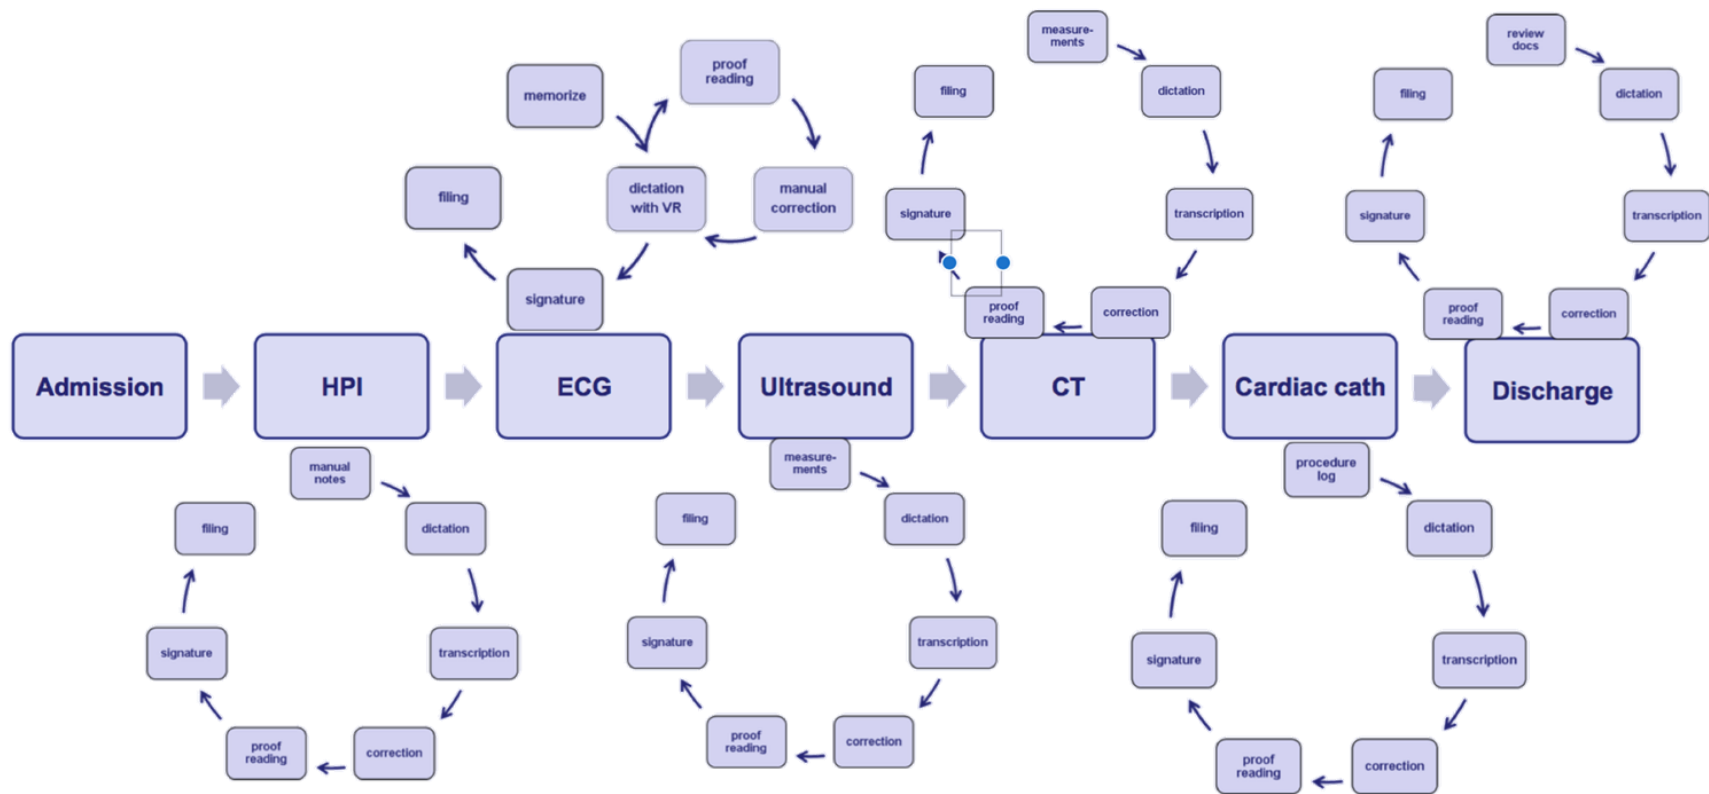 memorize
proof
reading
filing
dictation
with VR
manual
correction
signature
measure-
ments
filing
dictation
signature
transcription
proof
reading
correction
review
docs
filing
dictation
signature
transcription
proof
reading
correction
Admission
HPI
ECG
Ultrasound
CT
Cardiac cath
Discharge
manual
notes
filing
dictation
signature
transcription
proof
reading
correction
measure-
ments
filing
dictation
signature
transcription
proof
reading
correction
procedure
log
filing
dictation
signature
transcription
proof
reading
correction